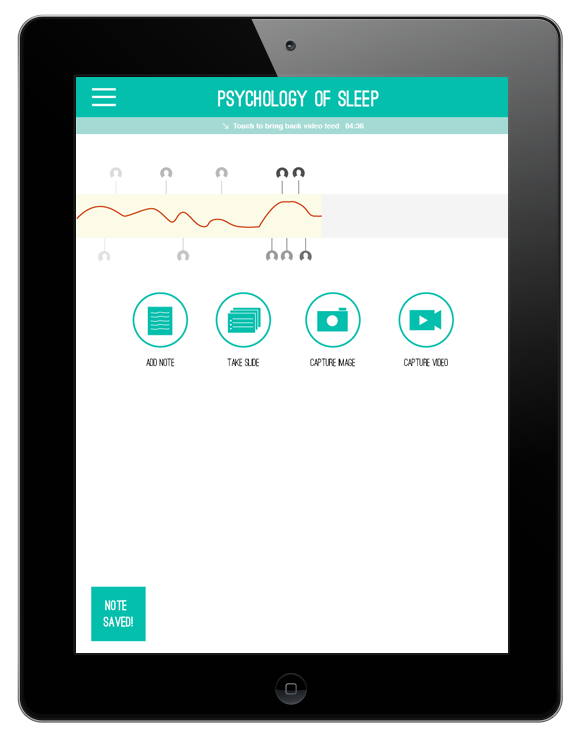 PSYCHOLOGY OF SLEEP
Touch to bring back video feed 04:36
ADD NOTE
TAKE SLIDE
CAPTURE IMAGE
CAPTURE VIDEO
NOTE
SAVED!